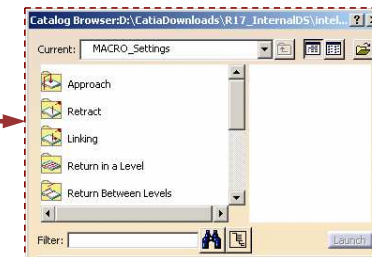 Catalog Browser:D:\CatiaDownloads\R17_InternalDS\intel...
Current: MACRO_Settings
Approach
Retract
Linking
Return in a Level
Return Between Levels
Filter:
Launch